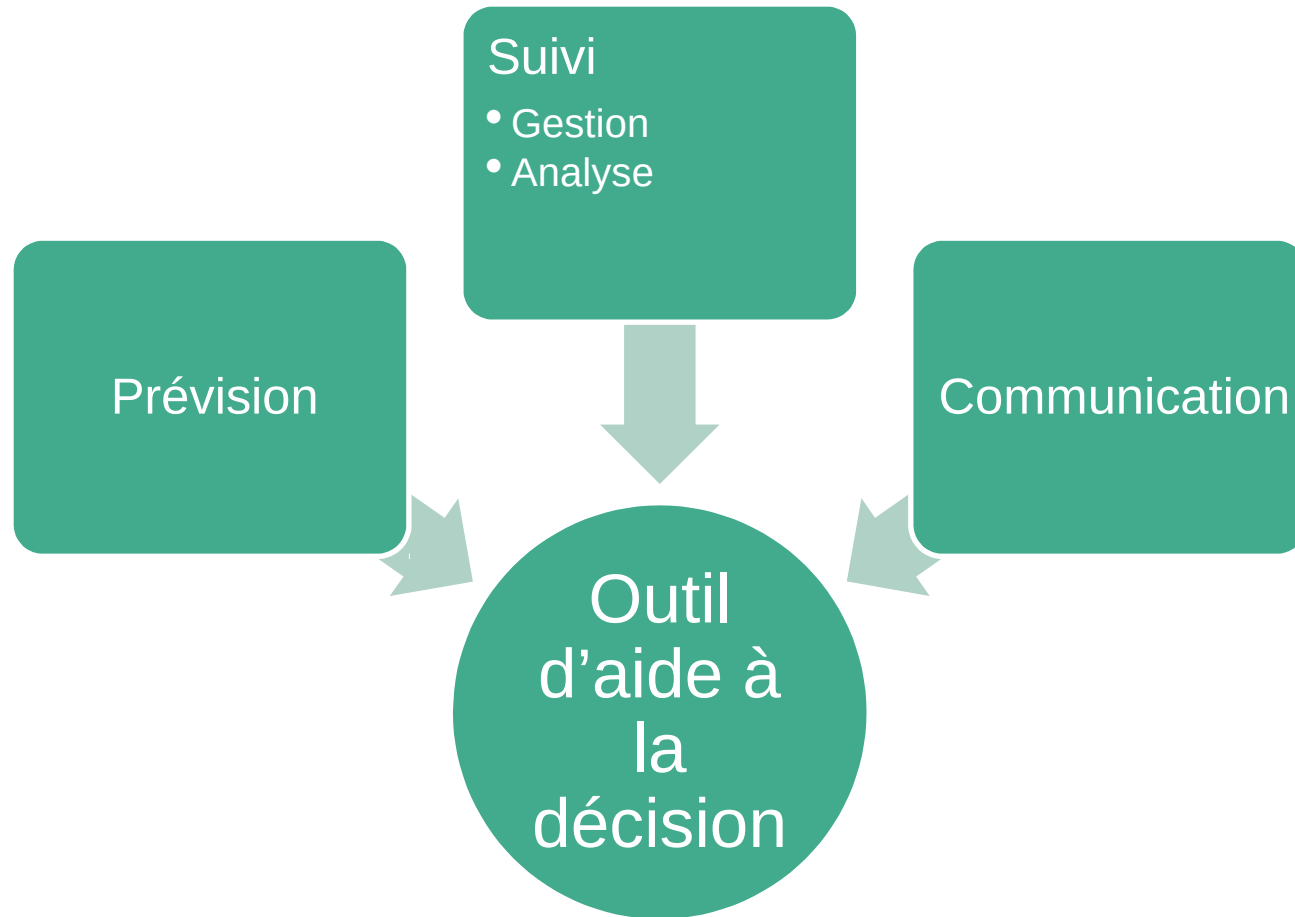 Suivi
• Gestion
• Analyse
Prévision
Communication
Outil
d’aide à
la
décision